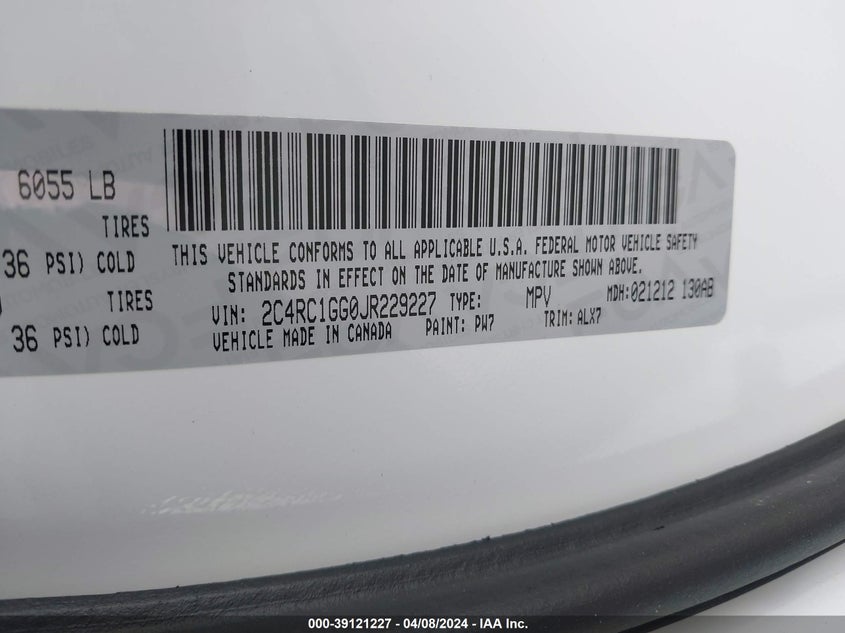 6055 LB
TIRES
36 PSI) COLD
TIRES
36 PSI) COLD
THIS VEHICLE CONFORMS TO ALL APPLICABLE U.S.A. FEDERAL MOTOR VEHICLE SAFETY
STANDARDS IN EFFECT ON THE DATE OF MANUFACTURE SHOWN ABOVE.
VIN: 2C4RC1GG0JR229227 TYPE: MPV MDH:021212 130AB
VEHICLE MADE IN CANADA PAINT: PW7 TRIM: ALX7
000-39121227 - 04/08/2024 - IAA Inc.